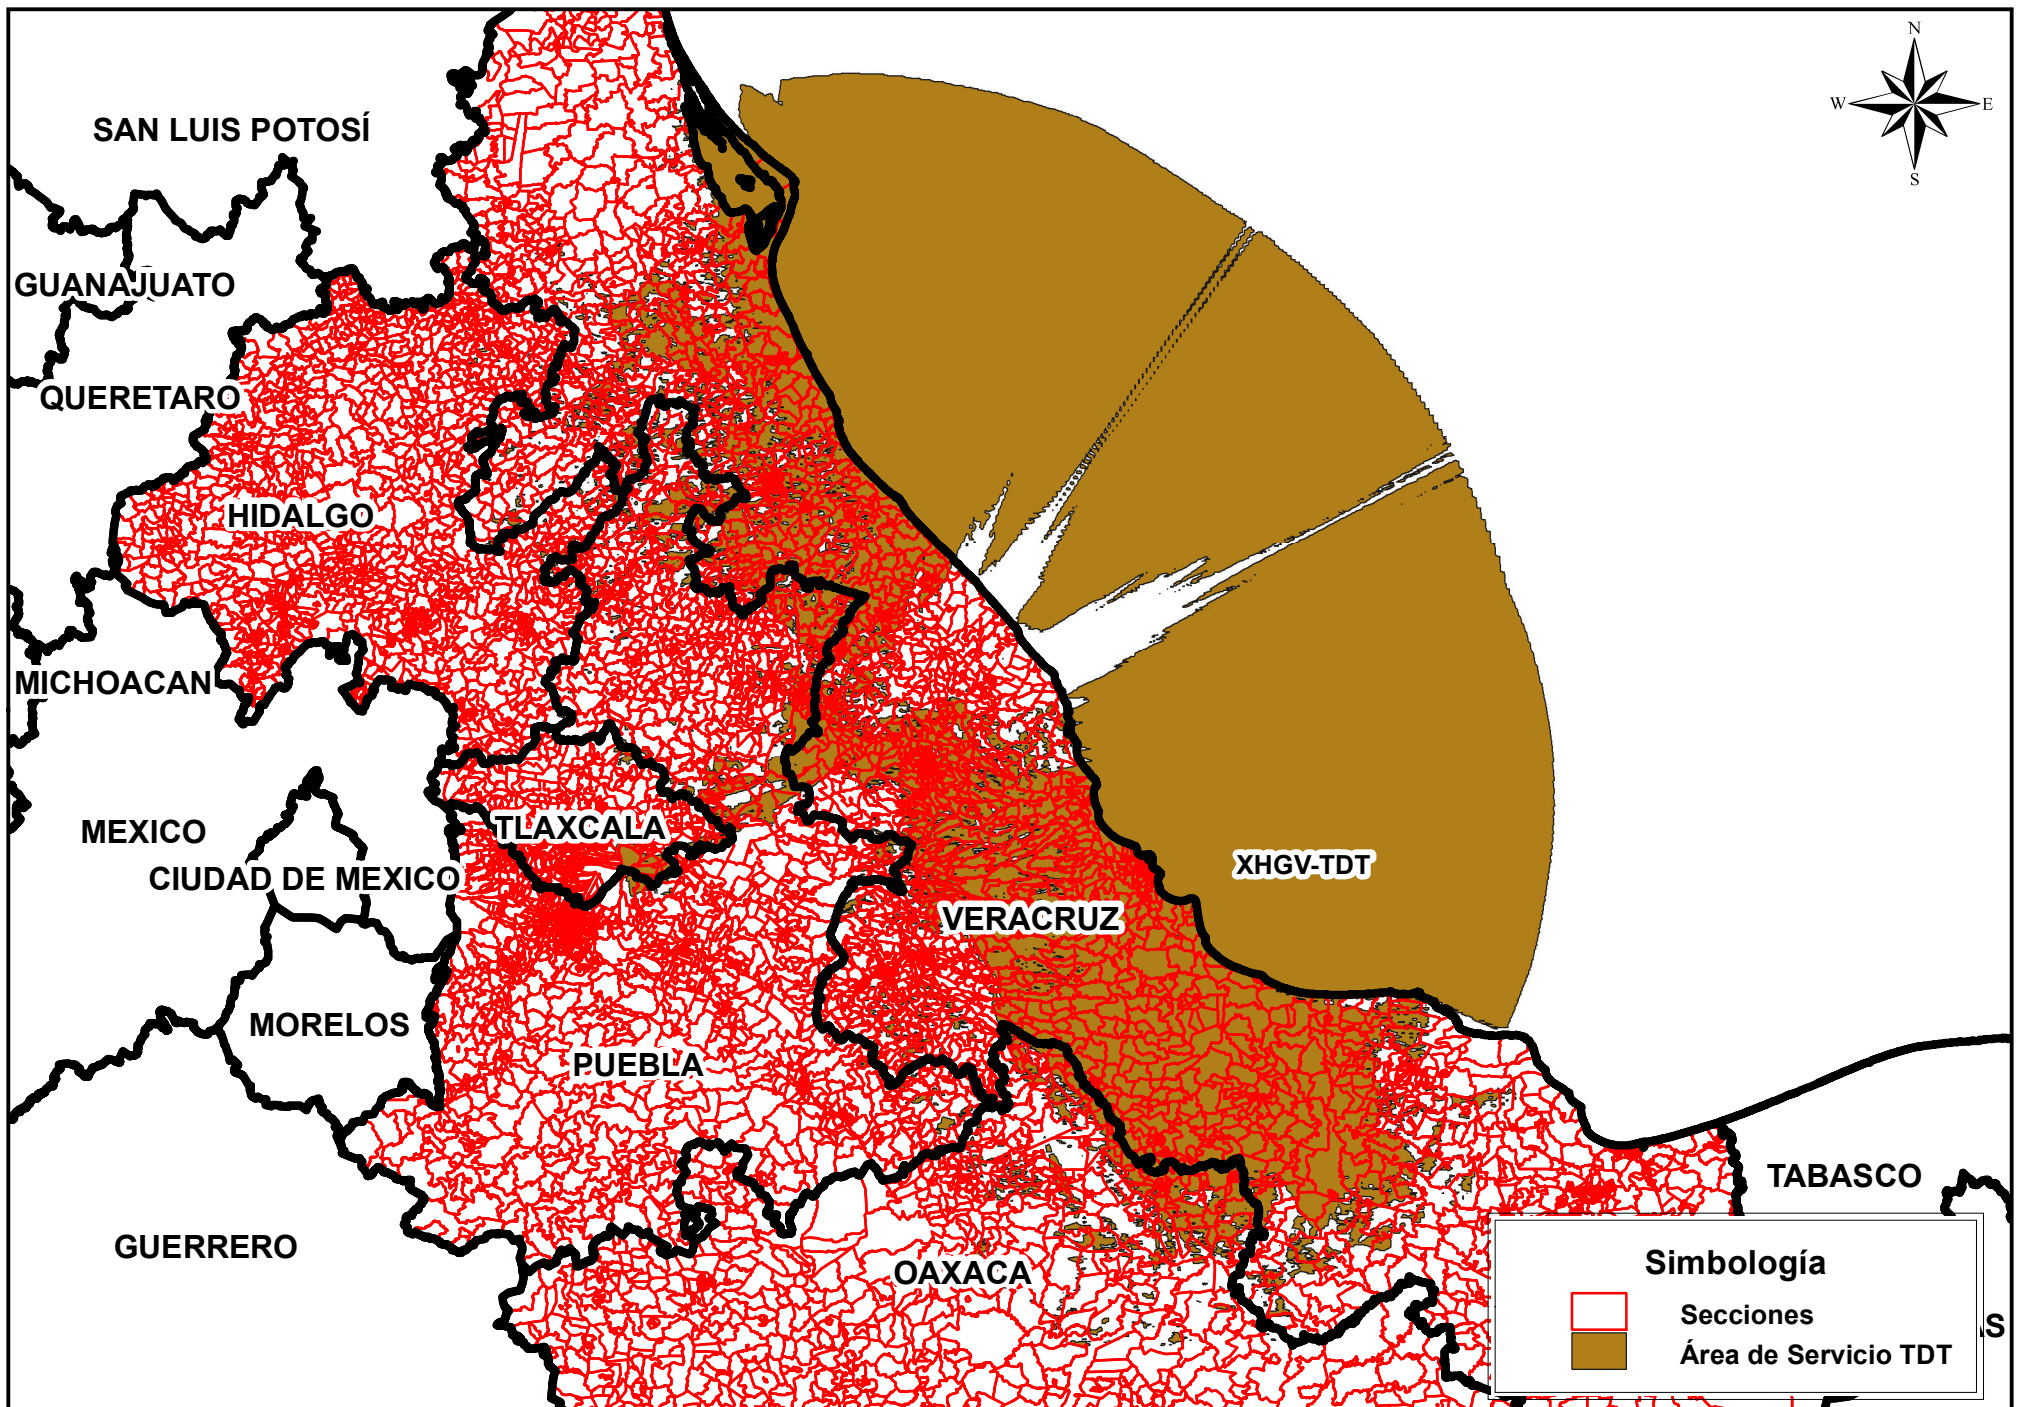 N
W
E
S
SAN LUIS POTOSÍ
GUANAJUATO
QUERETARO
HIDALGO
MICHOACAN
MEXICO
TLAXCALA
CIUDAD DE MEXICO
XHGV-TDT
VERACRUZ
MORELOS
PUEBLA
TABASCO
GUERRERO
OAXACA
Simbología
Secciones
Área de Servicio TDT